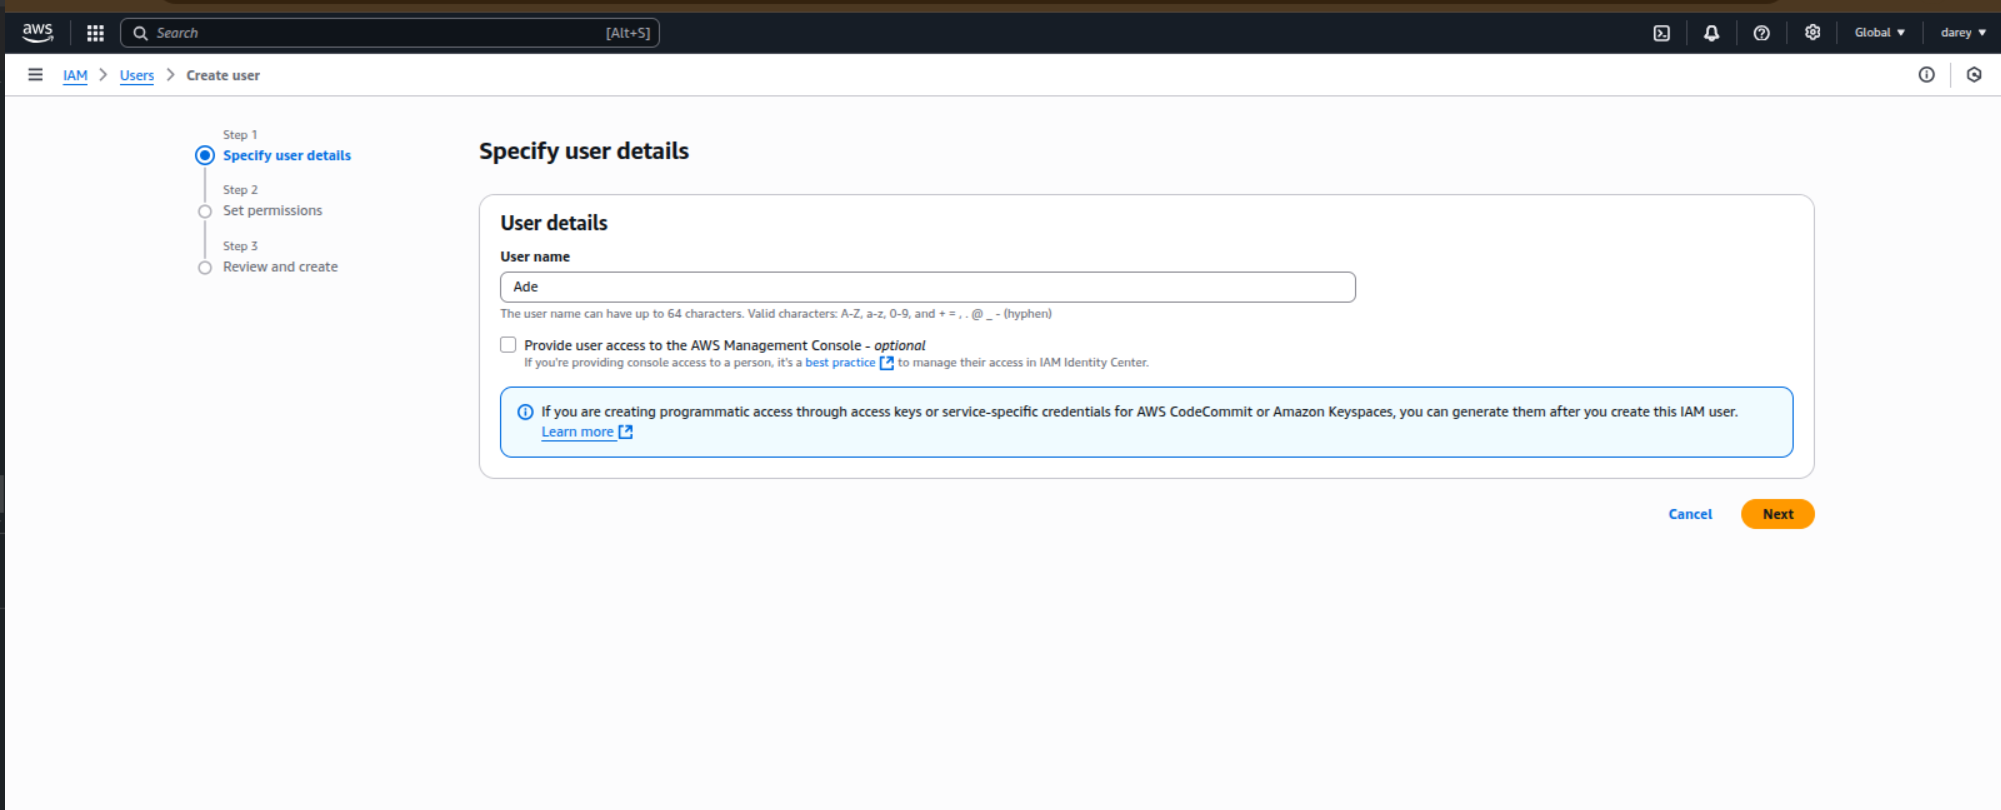 aws
Search [Alt+S]
Global
darey
IAM > Users > Create user
Step 1
Specify user details
Step 2
Set permissions
Step 3
Review and create
Specify user details
User details
User name
Ade
The user name can have up to 64 characters. Valid characters: A-Z, a-z, 0-9, and + = , . @ _ - (hyphen)
Provide user access to the AWS Management Console - optional
If you're providing console access to a person, it's a best practice to manage their access in IAM Identity Center.
If you are creating programmatic access through access keys or service-specific credentials for AWS CodeCommit or Amazon Keyspaces, you can generate them after you create this IAM user.
Learn more
Cancel
Next